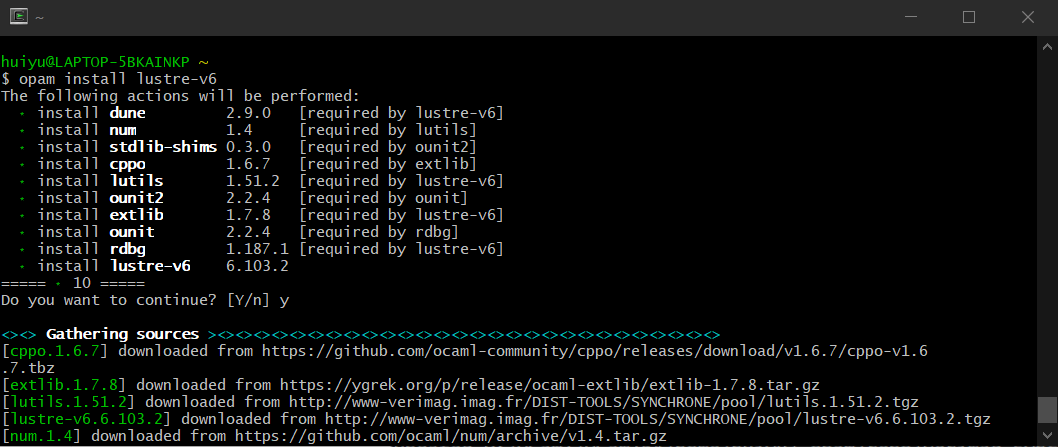 ~
huiyu@LAPTOP-5BKAINKP ~
$ opam install lustre-v6
The following actions will be performed:
  ∗ install dune         2.9.0   [required by lustre-v6]
  ∗ install num          1.4     [required by lutils]
  ∗ install stdlib-shims 0.3.0   [required by ounit2]
  ∗ install cppo         1.6.7   [required by extlib]
  ∗ install lutils       1.51.2  [required by lustre-v6]
  ∗ install ounit2       2.2.4   [required by ounit]
  ∗ install extlib       1.7.8   [required by lustre-v6]
  ∗ install ounit        2.2.4   [required by rdbg]
  ∗ install rdbg         1.187.1 [required by lustre-v6]
  ∗ install lustre-v6    6.103.2
===== ∗ 10 =====
Do you want to continue? [Y/n] y
<><> Gathering sources ><><><><><><><><><><><><><><><><><><><><><><><><><><><><>
[cppo.1.6.7] downloaded from https://github.com/ocaml-community/cppo/releases/download/v1.6.7/cppo-v1.6
.7.tbz
[extlib.1.7.8] downloaded from https://ygrek.org/p/release/ocaml-extlib/extlib-1.7.8.tar.gz
[lutils.1.51.2] downloaded from http://www-verimag.imag.fr/DIST-TOOLS/SYNCHRONE/pool/lutils.1.51.2.tgz
[lustre-v6.6.103.2] downloaded from http://www-verimag.imag.fr/DIST-TOOLS/SYNCHRONE/pool/lustre-v6.6.103.2.tgz
[num.1.4] downloaded from https://github.com/ocaml/num/archive/v1.4.tar.gz